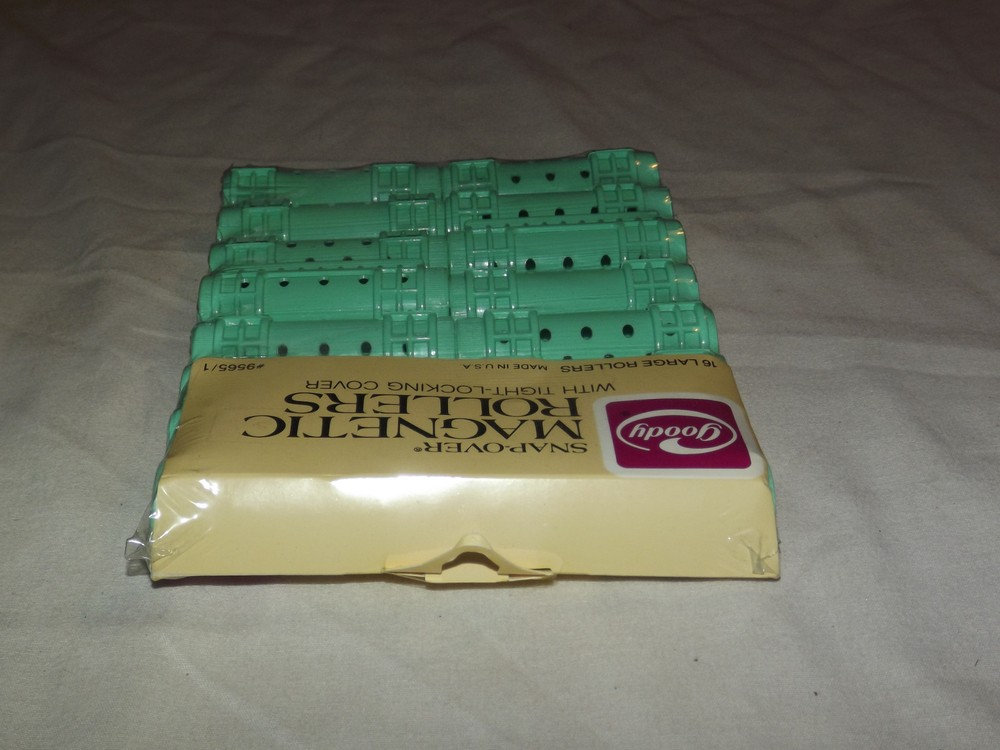 goody
SNAP-OVER®
MAGNETIC
ROLLERS
WITH TIGHT-LOCKING COVER
16 LARGE ROLLERS MADE IN U.S.A. #9565/1